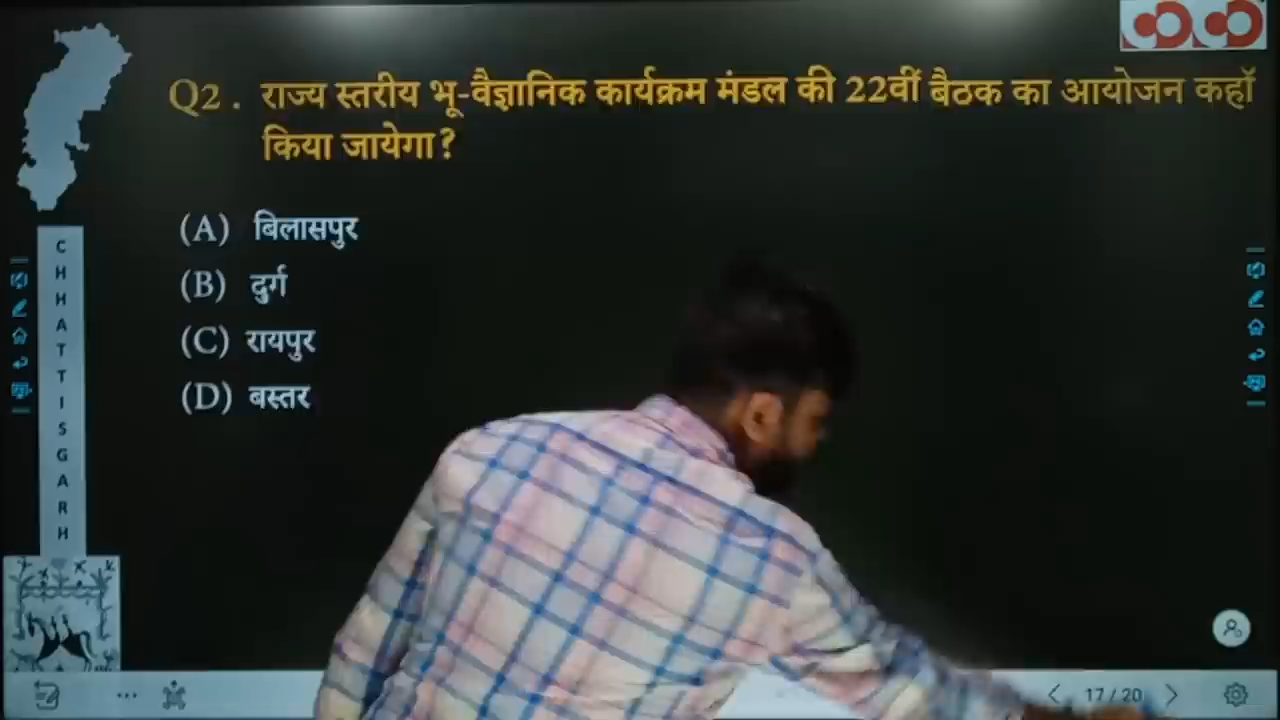 Q2. राज्य स्तरीय भू-वैज्ञानिक कार्यक्रम मंडल की 22वीं बैठक का आयोजन कहॉ
किया जायेगा?
(A) बिलासपुर
(B) दुर्ग
(C) रायपुर
(D) बस्तर
CHHATTISGARH
17 / 20